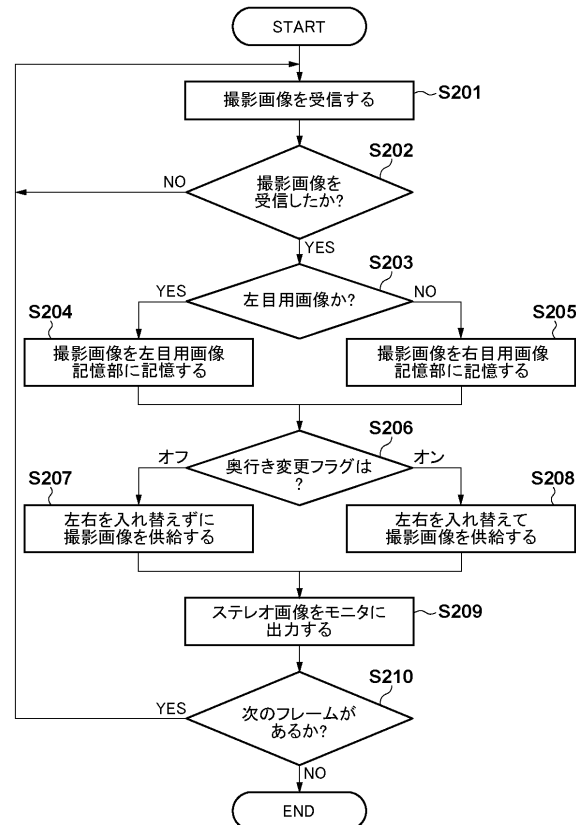 START
撮影画像を受信する
S201
S202
撮影画像を
受信したか?
NO
YES
S203
左目用画像か?
YES
NO
S204
撮影画像を左目用画像
記憶部に記憶する
S205
撮影画像を右目用画像
記憶部に記憶する
S206
奥行き変更フラグは
?
オフ
オン
S207
左右を入れ替えずに
撮影画像を供給する
S208
左右を入れ替えて
撮影画像を供給する
ステレオ画像をモニタに
出力する
S209
S210
次のフレームが
あるか?
YES
NO
END